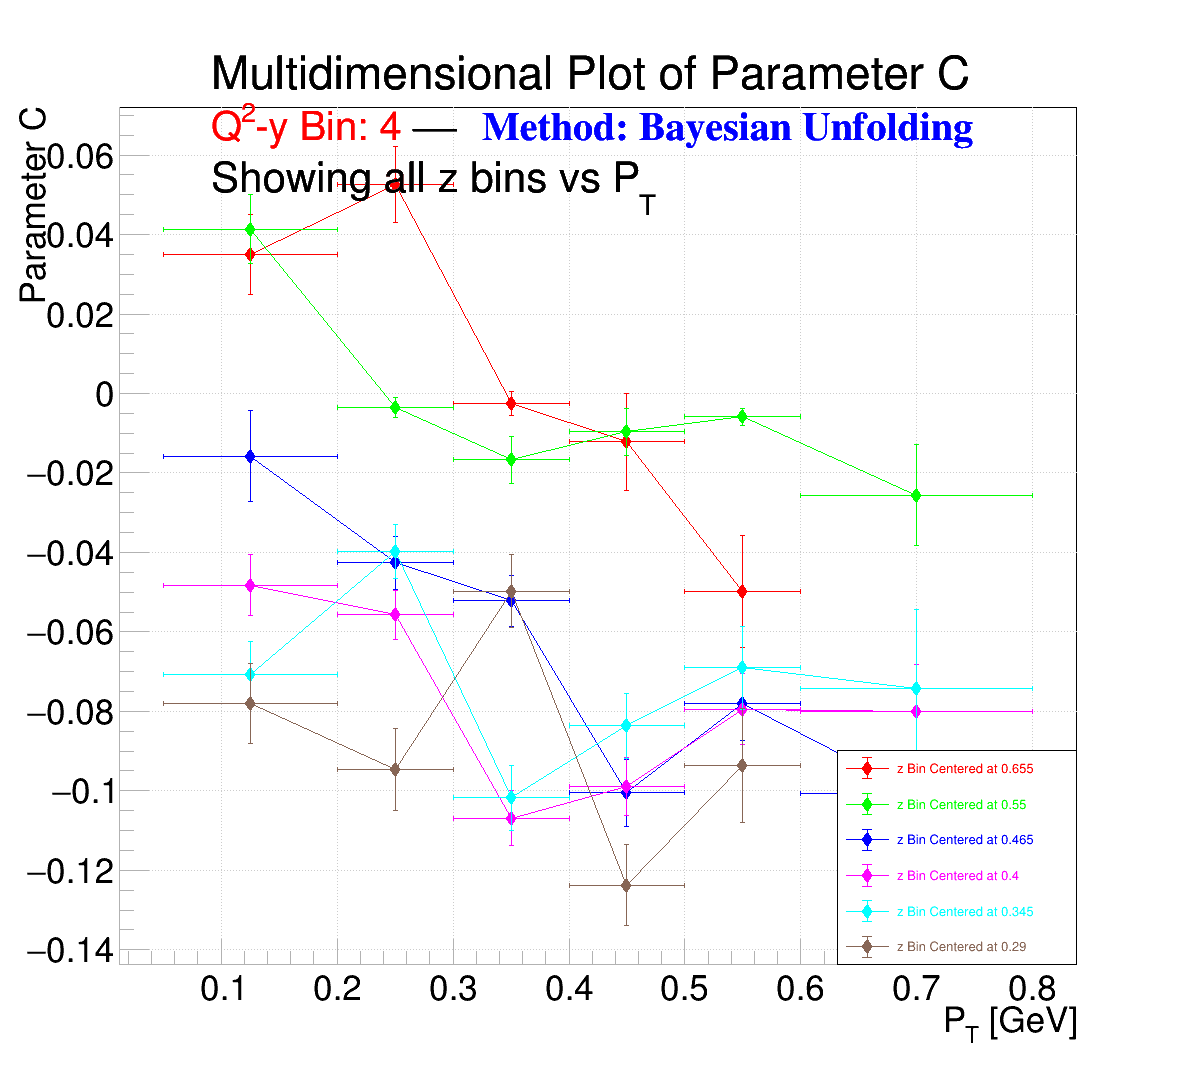 Multidimensional Plot of Parameter C
Q²-y Bin: 4 — Method: Bayesian Unfolding
Showing all z bins vs P_T
Parameter C
0.06
0.04
0.02
0
−0.02
−0.04
−0.06
−0.08
−0.1
−0.12
−0.14
z Bin Centered at 0.655
z Bin Centered at 0.55
z Bin Centered at 0.465
z Bin Centered at 0.4
z Bin Centered at 0.345
z Bin Centered at 0.29
0.1 0.2 0.3 0.4 0.5 0.6 0.7 0.8
P_T [GeV]